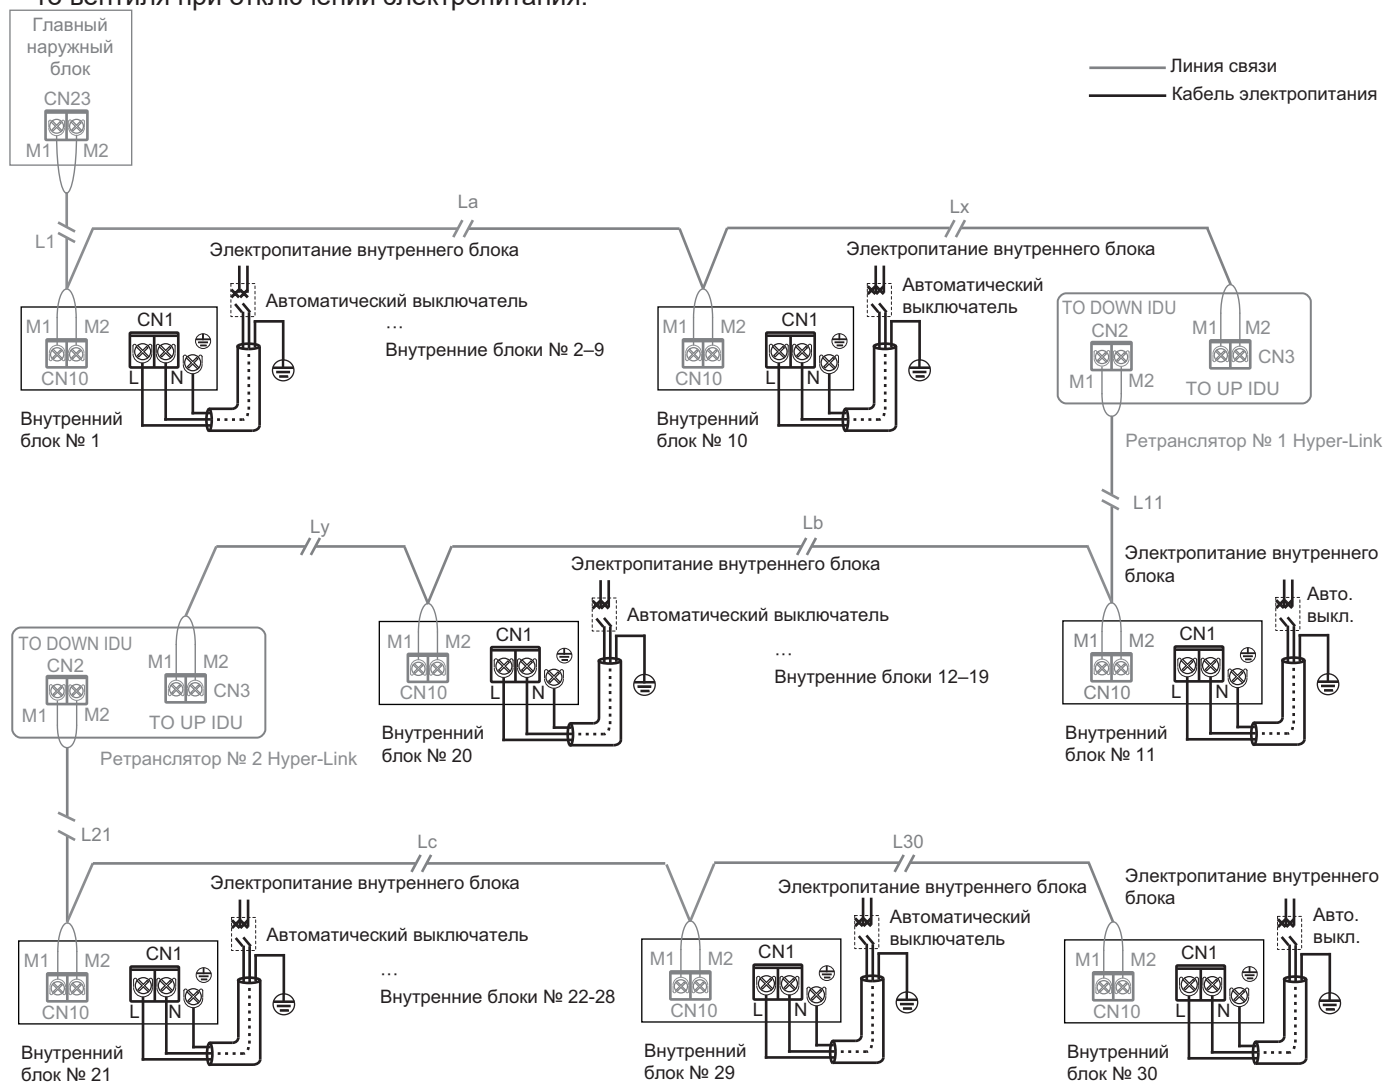 го вентиля при отключении электропитания.
Главный
наружный
блок
CN23
M1 M2
Линия связи
Кабель электропитания
L1
La
Lx
Электропитание внутреннего блока
Автоматический выключатель
...
Внутренние блоки № 2–9
M1 M2 CN1
CN10 L N
Внутренний
блок № 1
Электропитание внутреннего блока
Автоматический
выключатель
M1 M2 CN1
CN10 L N
Внутренний
блок № 10
TO DOWN IDU
CN2
M1 M2
M1 M2
CN3
TO UP IDU
Ретранслятор № 1 Hyper-Link
L11
Ly
Lb
TO DOWN IDU
CN2
M1 M2
M1 M2
CN3
TO UP IDU
Ретранслятор № 2 Hyper-Link
Электропитание внутреннего блока
Автоматический выключатель
...
Внутренние блоки 12–19
M1 M2 CN1
CN10 L N
Внутренний
блок № 20
Электропитание внутреннего
блока
Авто.
выкл.
M1 M2 CN1
CN10 L N
Внутренний
блок № 11
L21
Lc
L30
Электропитание внутреннего блока
Автоматический выключатель
...
Внутренние блоки № 22-28
M1 M2 CN1
CN10 L N
Внутренний
блок № 21
Электропитание внутреннего блока
Автоматический
выключатель
M1 M2 CN1
CN10 L N
Внутренний
блок № 29
Электропитание внутреннего
блока
Авто.
выкл.
M1 M2 CN1
CN10 L N
Внутренний
блок № 30